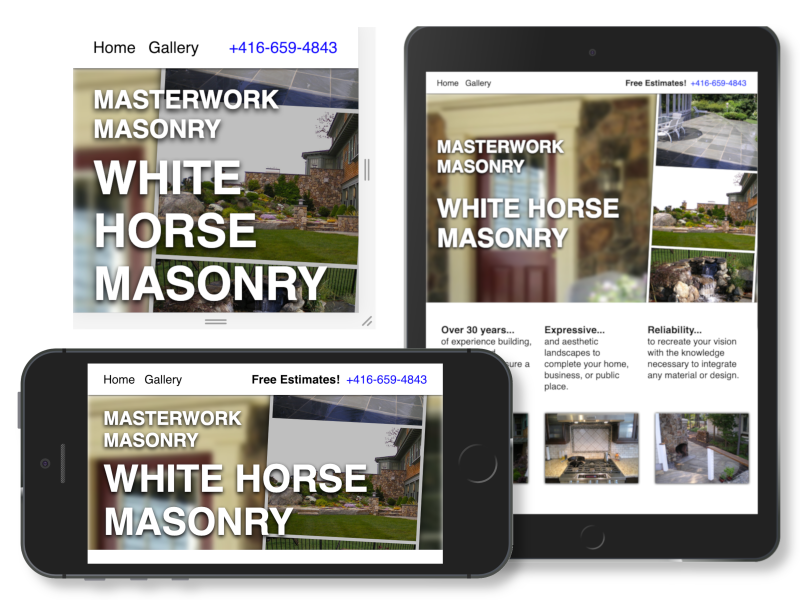 Home Gallery +416-659-4843
MASTERWORK
MASONRY
WHITE
HORSE
MASONRY
Home Gallery Free Estimates! +416-659-4843
MASTERWORK
MASONRY
WHITE HORSE
MASONRY
Over 30 years...
of experience building,
sure a
Expressive...
and aesthetic
landscapes to
complete your home,
business, or public
place.
Reliability...
to recreate your vision
with the knowledge
necessary to integrate
any material or design.
Home Gallery Free Estimates! +416-659-4843
MASTERWORK
MASONRY
WHITE HORSE
MASONRY